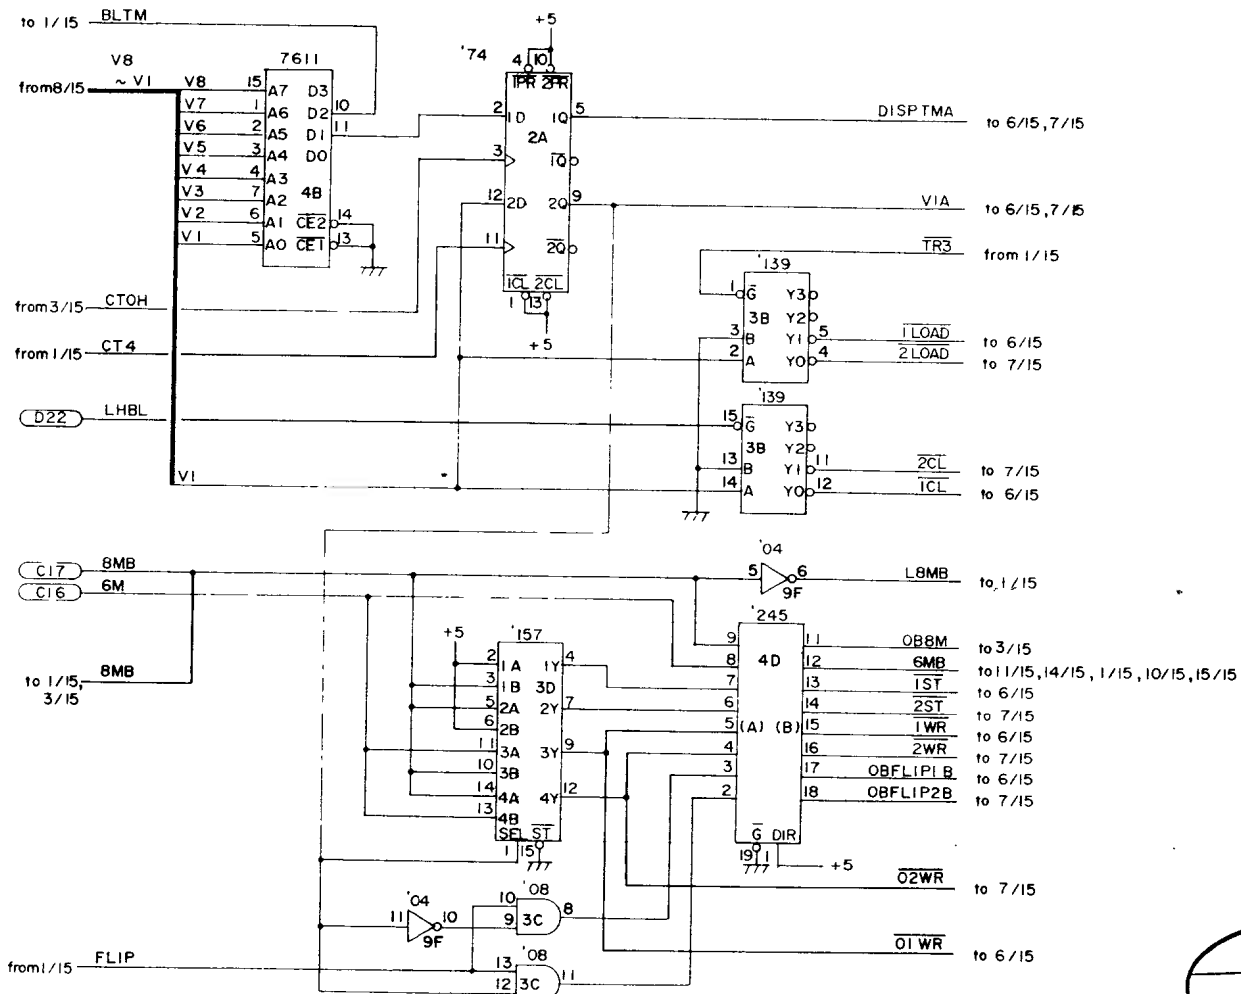 to 1/15 BLTM
+5
V8
~ V1
7611
'74
4 10
1PR 2PR
from8/15
V8 15 A7 D3
V7 1 A6 D2 10
V6 2 A5 D1 11
V5 3 A4 D0
V4 4 A3
V3 7 A2 4B
V2 6 A1 CE2 14
V1 5 A0 CE1 13
2 1D 1Q 5
2A
3 1Q
12 2D 2Q 9
11 2Q
1CL 2CL
1 13
+5
DISPTMA to 6/15,7/15
V1A to 6/15,7/15
TR3 from 1/15
from3/15 CTOH
from1/15 CT4
D22 LHBL
V1
'139
1 G Y3
3B Y2
3 B Y1 5 1LOAD to 6/15
2 A Y0 4 2LOAD to 7/15
'139
15 G Y3
3B Y2
13 B Y1 11 2CL to 7/15
14 A Y0 12 1CL to 6/15
C17 8MB
C16 6M
'04
5 6 L8MB to 1/15
9F
to 1/15, 8MB
3/15
+5 '157
2 1A 1Y 4
3 1B 3D
5 2A 2Y 7
6 2B
11 3A 3Y 9
10 3B
14 4A 4Y 12
13 4B
SEL ST
1 15
'245
9 4D 11 OB8M to 3/15
8 12 6MB to11/15,14/15,1/15,10/15,15/15
7 13 1ST to 6/15
6 14 2ST to 7/15
5 (A) (B) 15 1WR to 6/15
4 16 2WR to 7/15
3 17 OBFLIP1B to 6/15
2 18 OBFLIP2B to 7/15
G DIR
19 1 +5
O2WR to 7/15
'04
11 10
9F
'08
10 8
9 3C
O1WR to 6/15
from1/15 FLIP
'08
13 11
12 3C